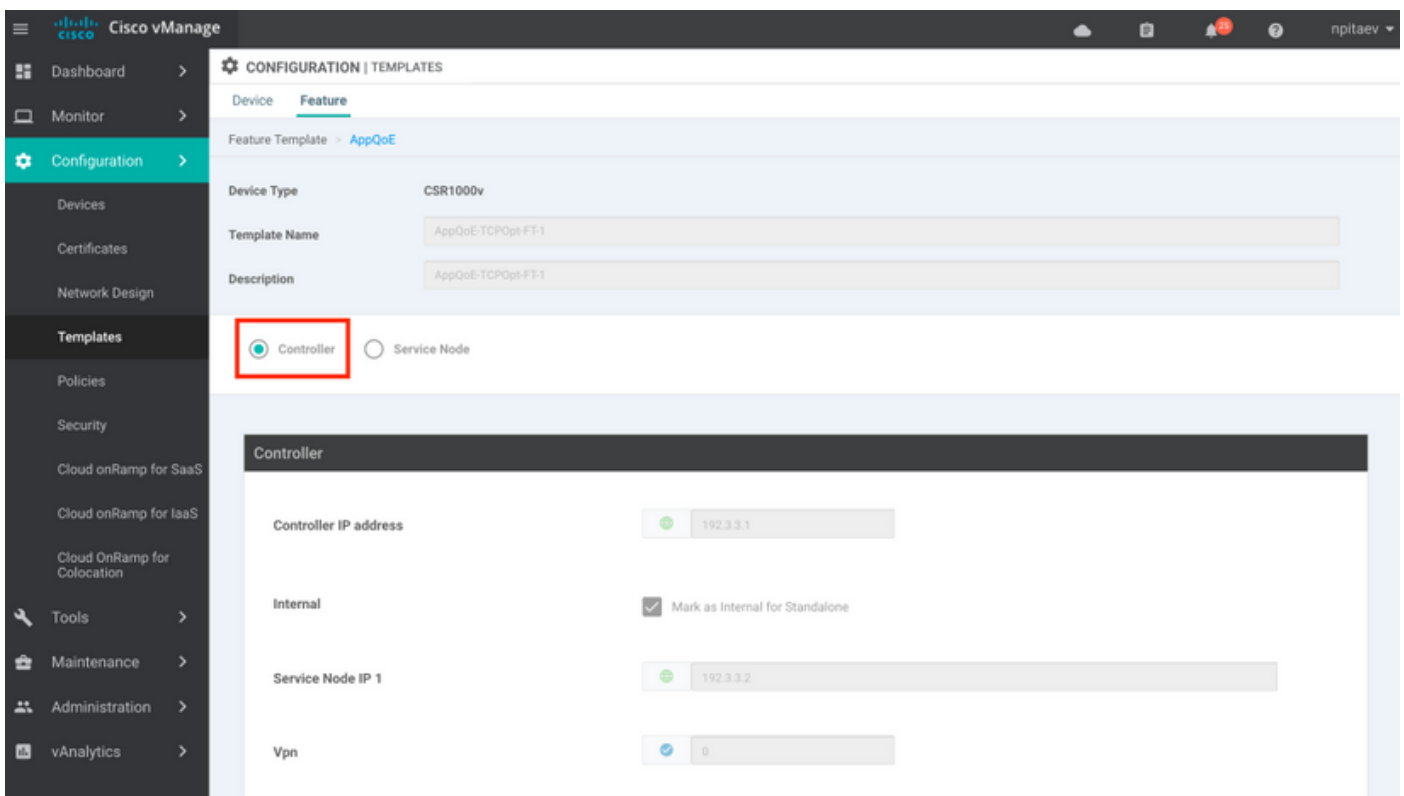 CISCO Cisco vManage
25
npitaev
Dashboard
Monitor
Configuration
Devices
Certificates
Network Design
Templates
Policies
Security
Cloud onRamp for SaaS
Cloud onRamp for IaaS
Cloud OnRamp for
Colocation
Tools
Maintenance
Administration
vAnalytics
CONFIGURATION | TEMPLATES
Device Feature
Feature Template > AppQoE
Device Type CSR1000v
Template Name AppQoE-TCPOpt-FT-1
Description AppQoE-TCPOpt-FT-1
Controller Service Node
Controller
Controller IP address 192.3.3.1
Internal Mark as Internal for Standalone
Service Node IP 1 192.3.3.2
Vpn 0